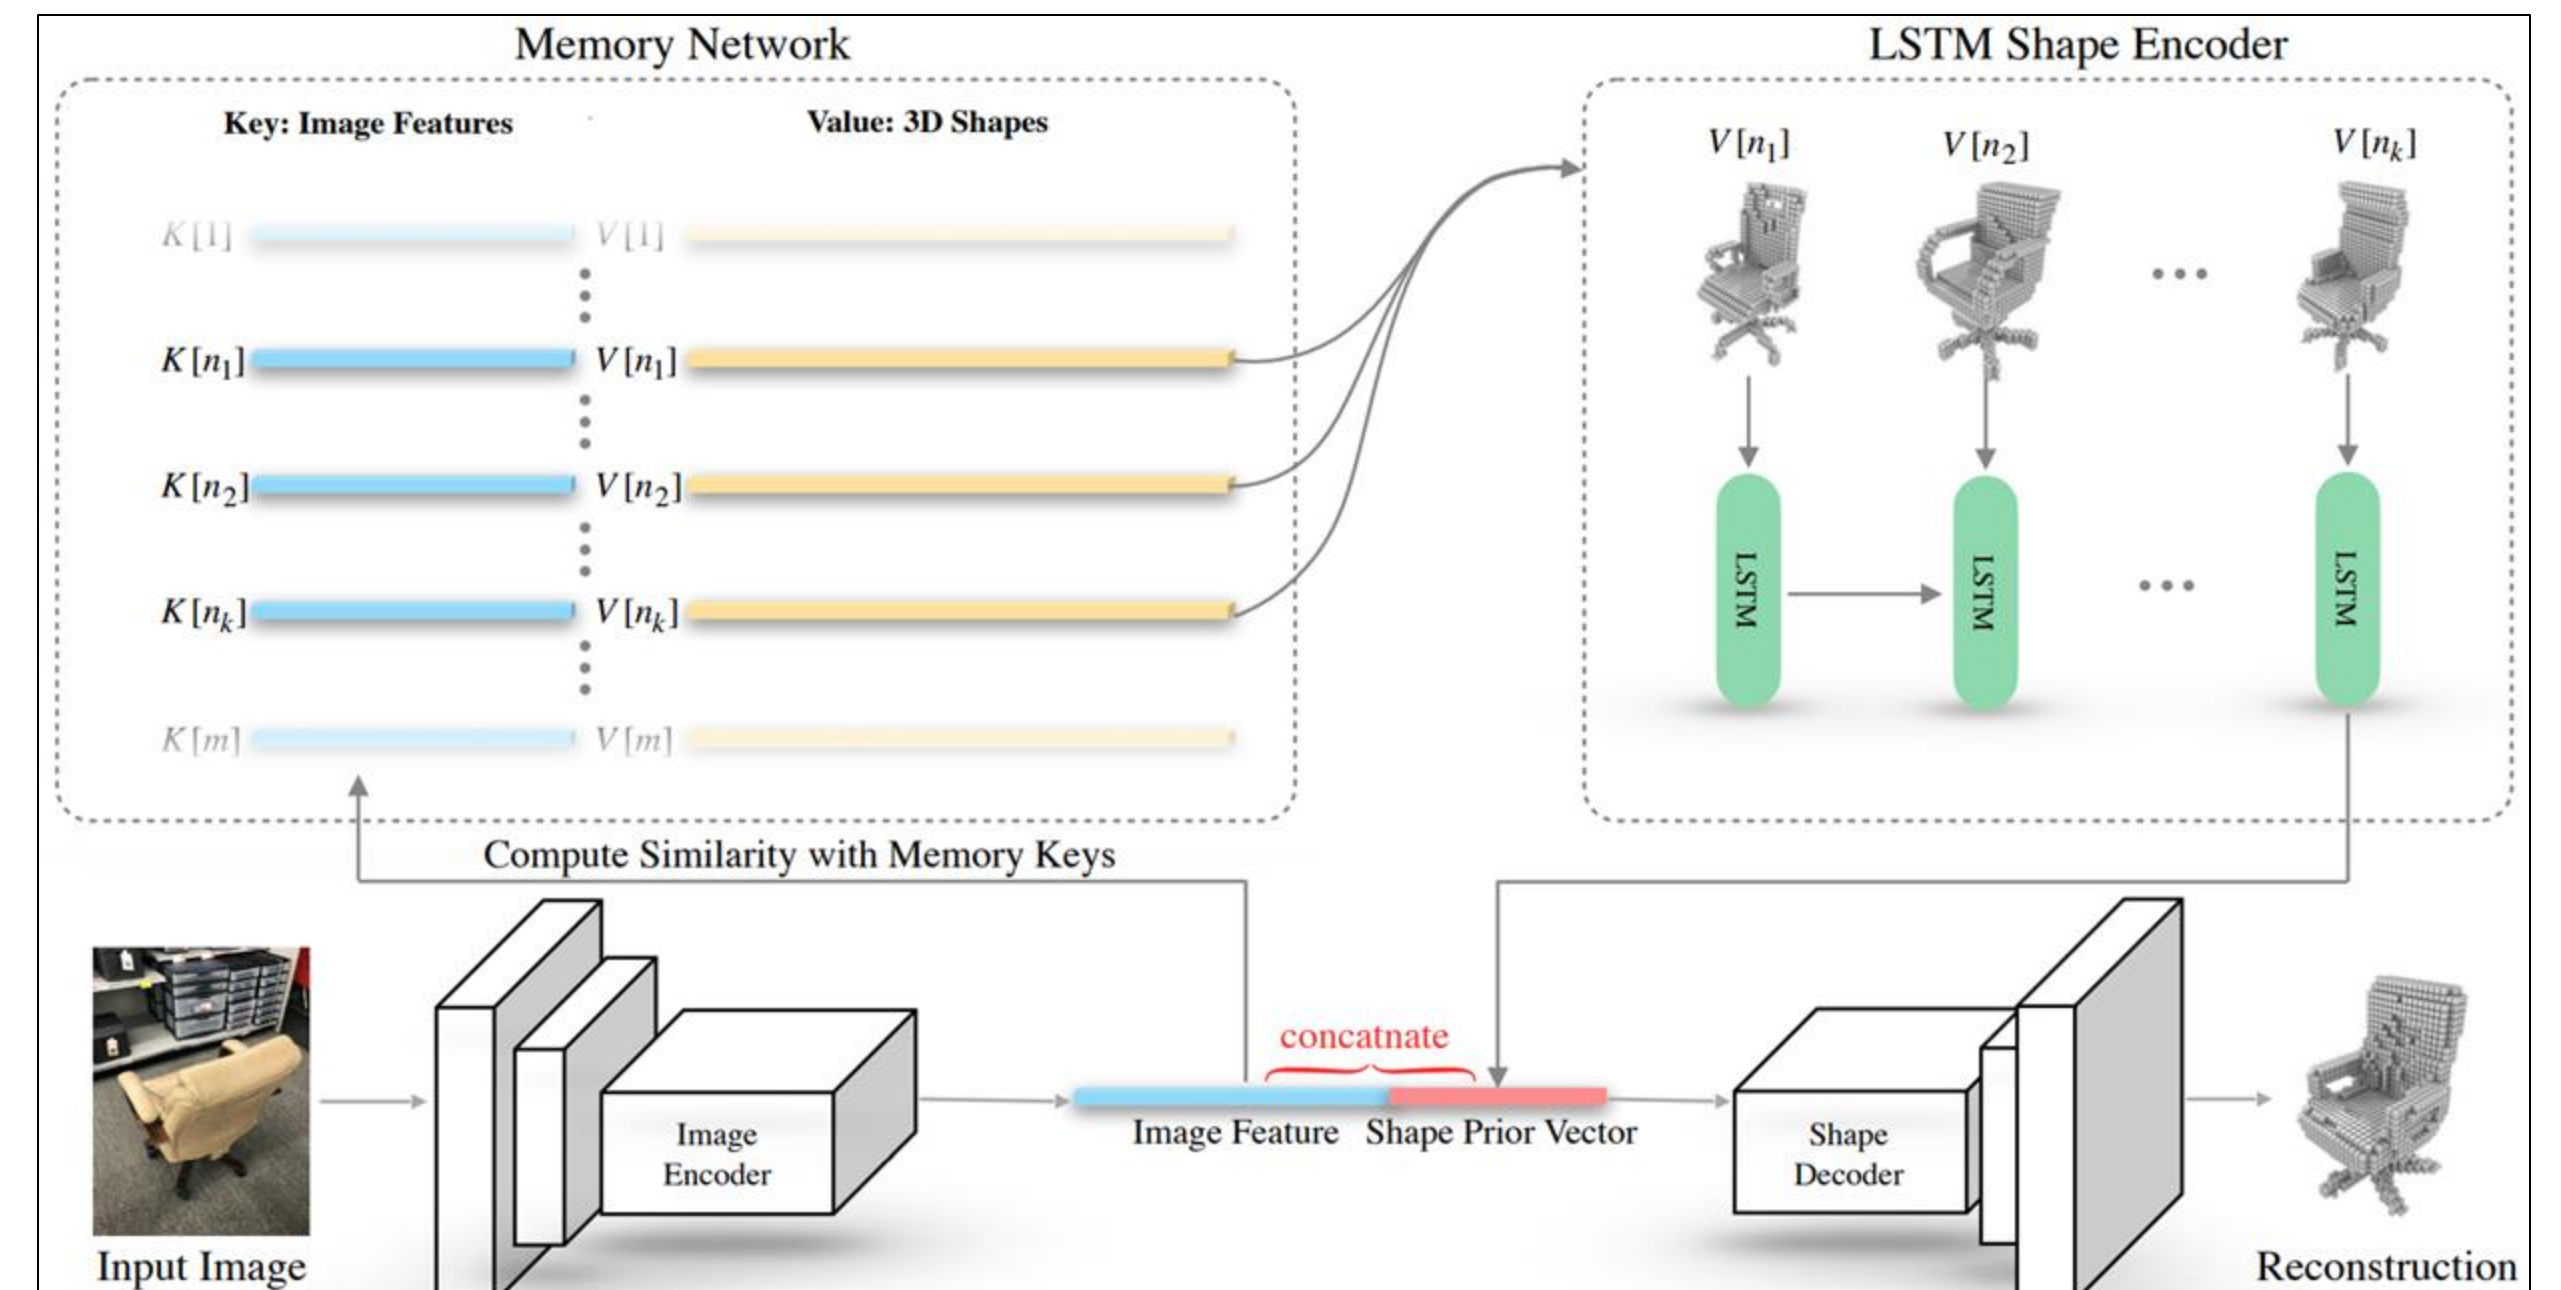 Memory Network
LSTM Shape Encoder
Key: Image Features
Value: 3D Shapes
K[1] V[1]
K[n₁] V[n₁]
K[n₂] V[n₂]
K[nₖ] V[nₖ]
K[m] V[m]
V[n₁] V[n₂] V[nₖ]
LSTM LSTM LSTM
Compute Similarity with Memory Keys
concatnate
Image Feature Shape Prior Vector
Image
Encoder
Shape
Decoder
Input Image
Reconstruction